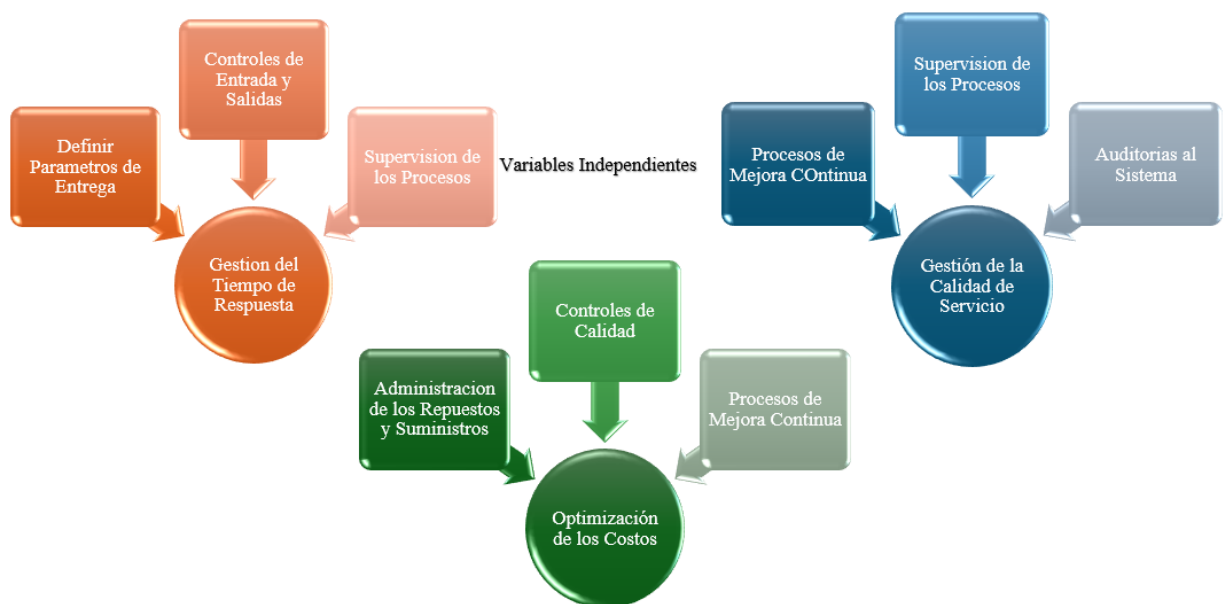 Controles de
Entrada y
Salidas
Definir
Parametros de
Entrega
Supervision de
los Procesos
Gestion del
Tiempo de
Respuesta
Variables Independientes
Supervision de
los Procesos
Procesos de
Mejora COntinua
Auditorias al
Sistema
Gestión de la
Calidad de
Servicio
Controles de
Calidad
Administracion
de los Repuestos
y Suministros
Procesos de
Mejora Continua
Optimización
de los Costos